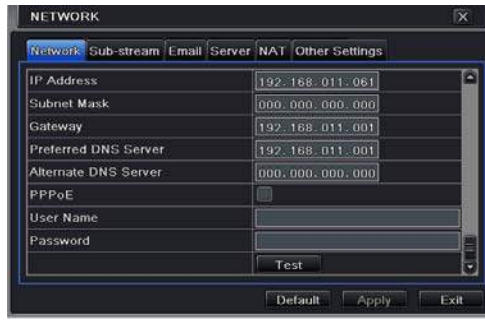 NETWORK
Network Sub-stream Email Server NAT Other Settings
IP Address 192. 168. 011. 061
Subnet Mask 000. 000. 000. 000
Gateway 192. 168. 011. 001
Preferred DNS Server 192. 168. 011. 001
Alternate DNS Server 000. 000. 000. 000
PPPoE
User Name
Password
Test
Default Apply Exit